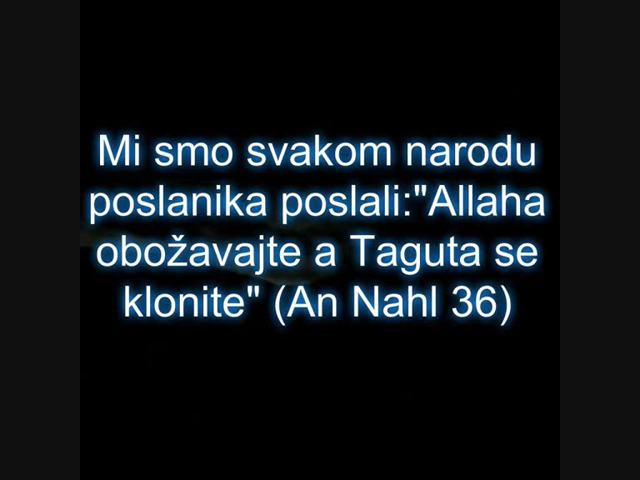 Mi smo svakom narodu
poslanika poslali:"Allaha
obožavajte a Taguta se
klonite" (An Nahl 36)